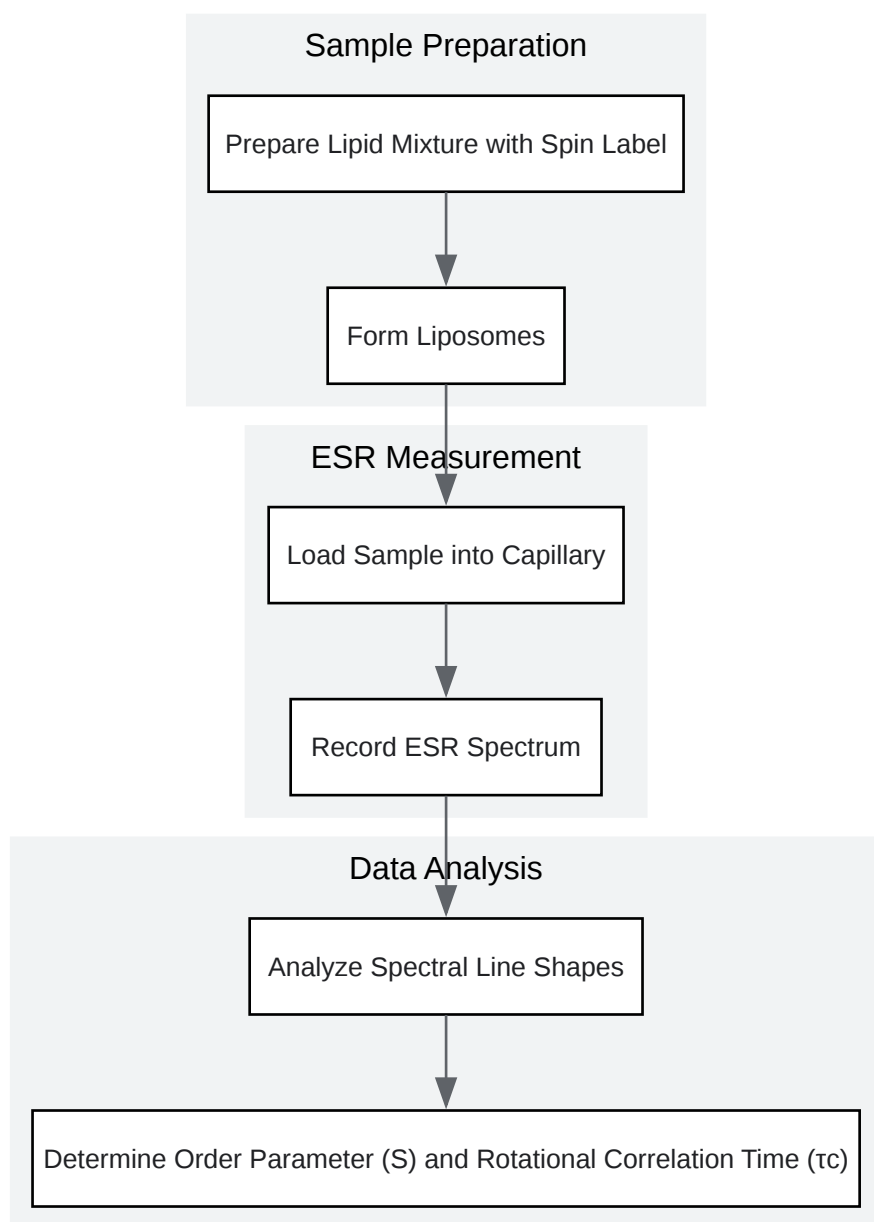 Sample Preparation
Prepare Lipid Mixture with Spin Label
Form Liposomes
ESR Measurement
Load Sample into Capillary
Record ESR Spectrum
Data Analysis
Analyze Spectral Line Shapes
Determine Order Parameter (S) and Rotational Correlation Time (τc)